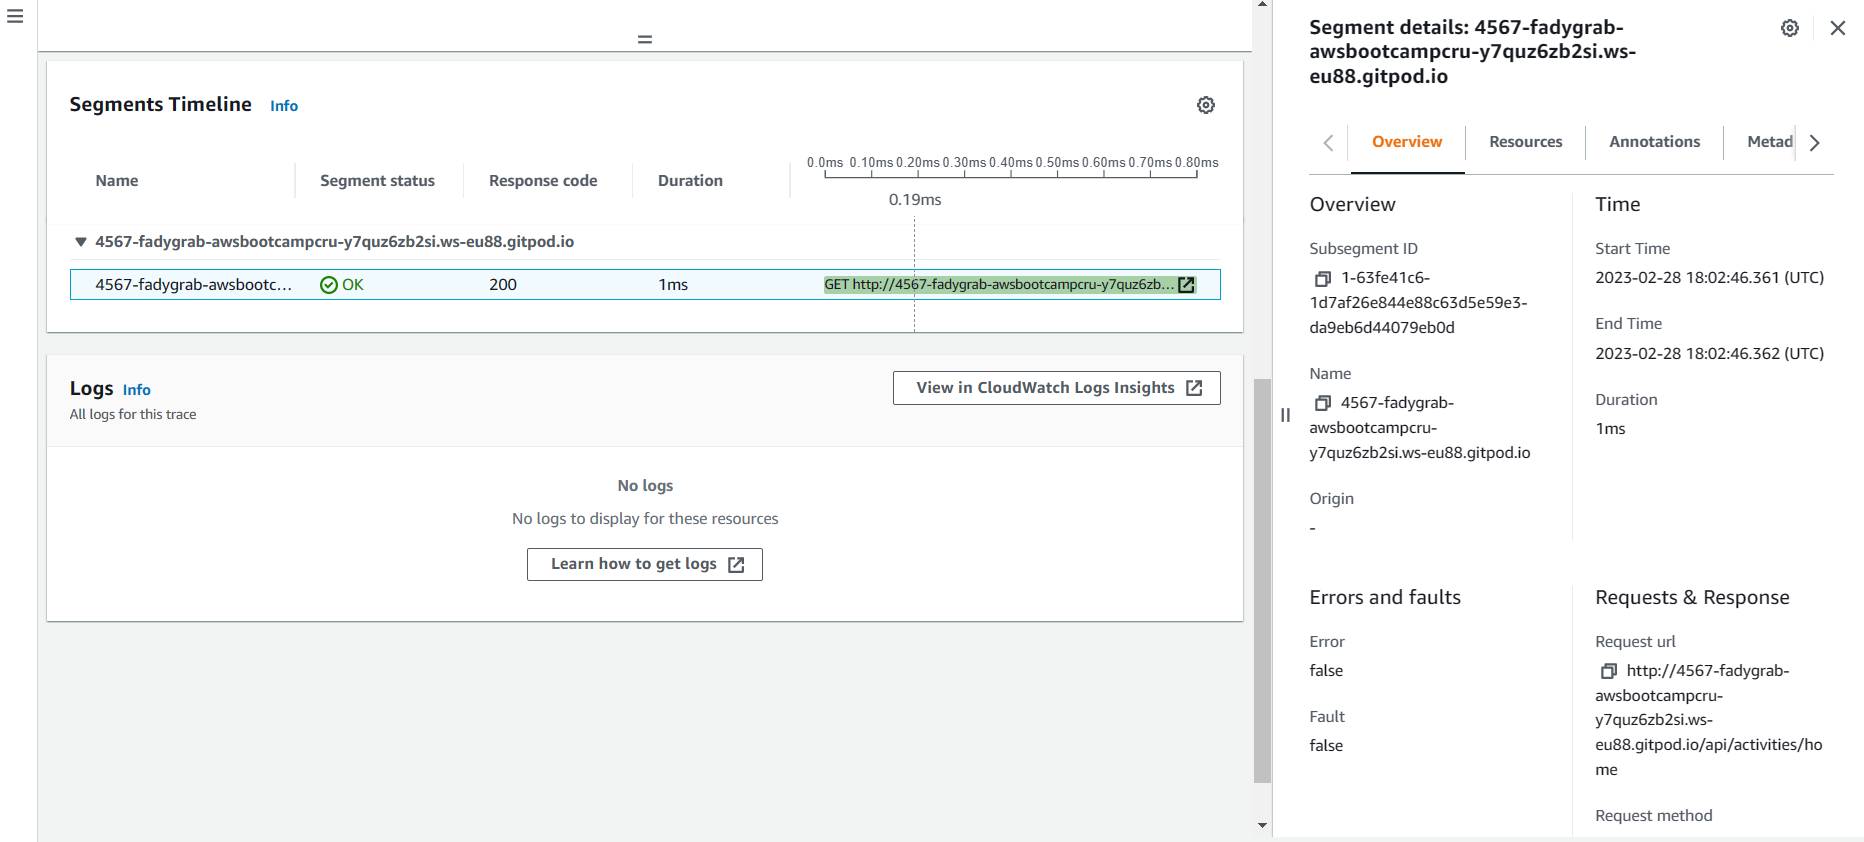 Segments Timeline Info
0.0ms 0.10ms 0.20ms 0.30ms 0.40ms 0.50ms 0.60ms 0.70ms 0.80ms
Name Segment status Response code Duration
0.19ms
4567-fadygrab-awsbootcampcru-y7quz6zb2si.ws-eu88.gitpod.io
4567-fadygrab-awsbootc... OK 200 1ms GET http://4567-fadygrab-awsbootcampcru-y7quz6zb...
Logs Info
All logs for this trace
View in CloudWatch Logs Insights
No logs
No logs to display for these resources
Learn how to get logs
Segment details: 4567-fadygrab-
awsbootcampcru-y7quz6zb2si.ws-
eu88.gitpod.io
Overview Resources Annotations Metad
Overview
Subsegment ID
1-63fe41c6-
1d7af26e844e88c63d5e59e3-
da9eb6d44079eb0d
Name
4567-fadygrab-
awsbootcampcru-
y7quz6zb2si.ws-eu88.gitpod.io
Origin
-
Time
Start Time
2023-02-28 18:02:46.361 (UTC)
End Time
2023-02-28 18:02:46.362 (UTC)
Duration
1ms
Errors and faults
Error
false
Fault
false
Requests & Response
Request url
http://4567-fadygrab-
awsbootcampcru-
y7quz6zb2si.ws-
eu88.gitpod.io/api/activities/ho
me
Request method